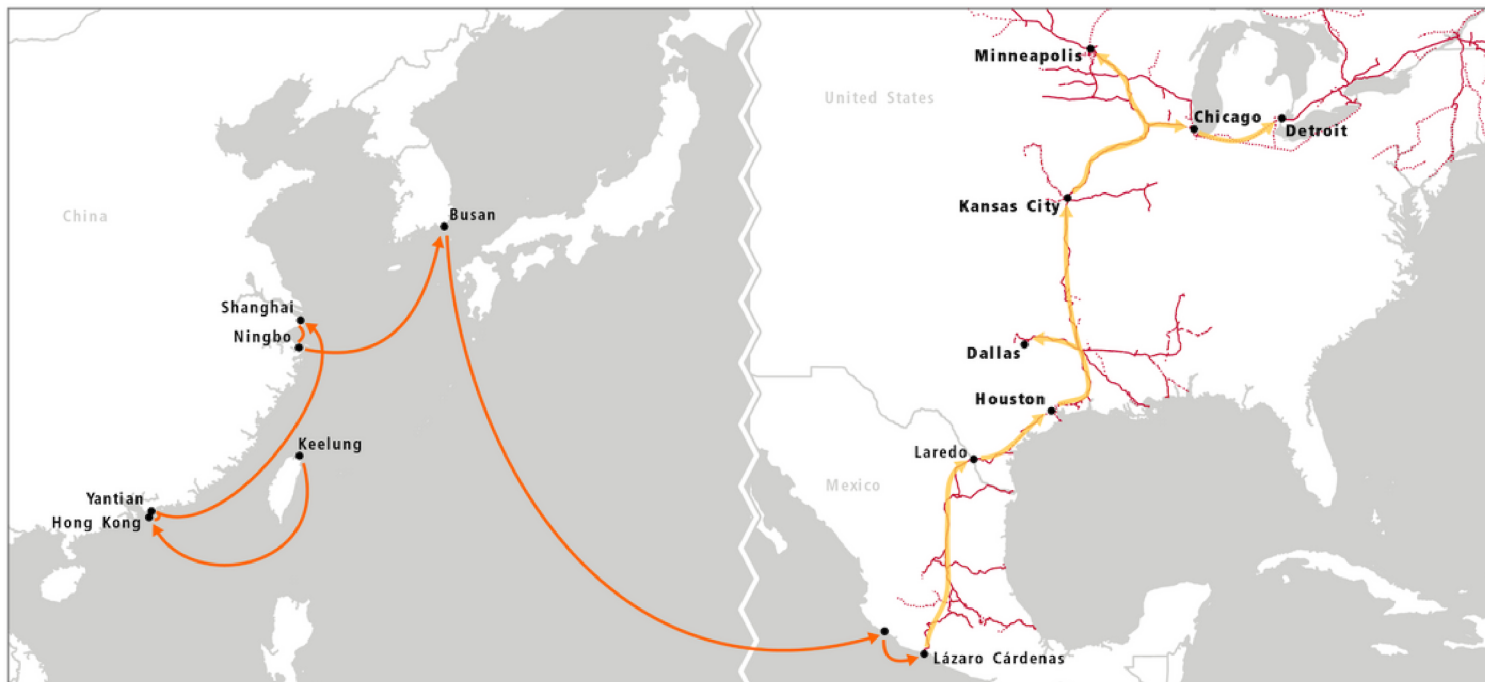 Minneapolis
United States
Chicago
Detroit
Kansas City
China
Busan
Shanghai
Ningbo
Dallas
Houston
Keelung
Laredo
Mexico
Yantian
Hong Kong
Lázaro Cárdenas